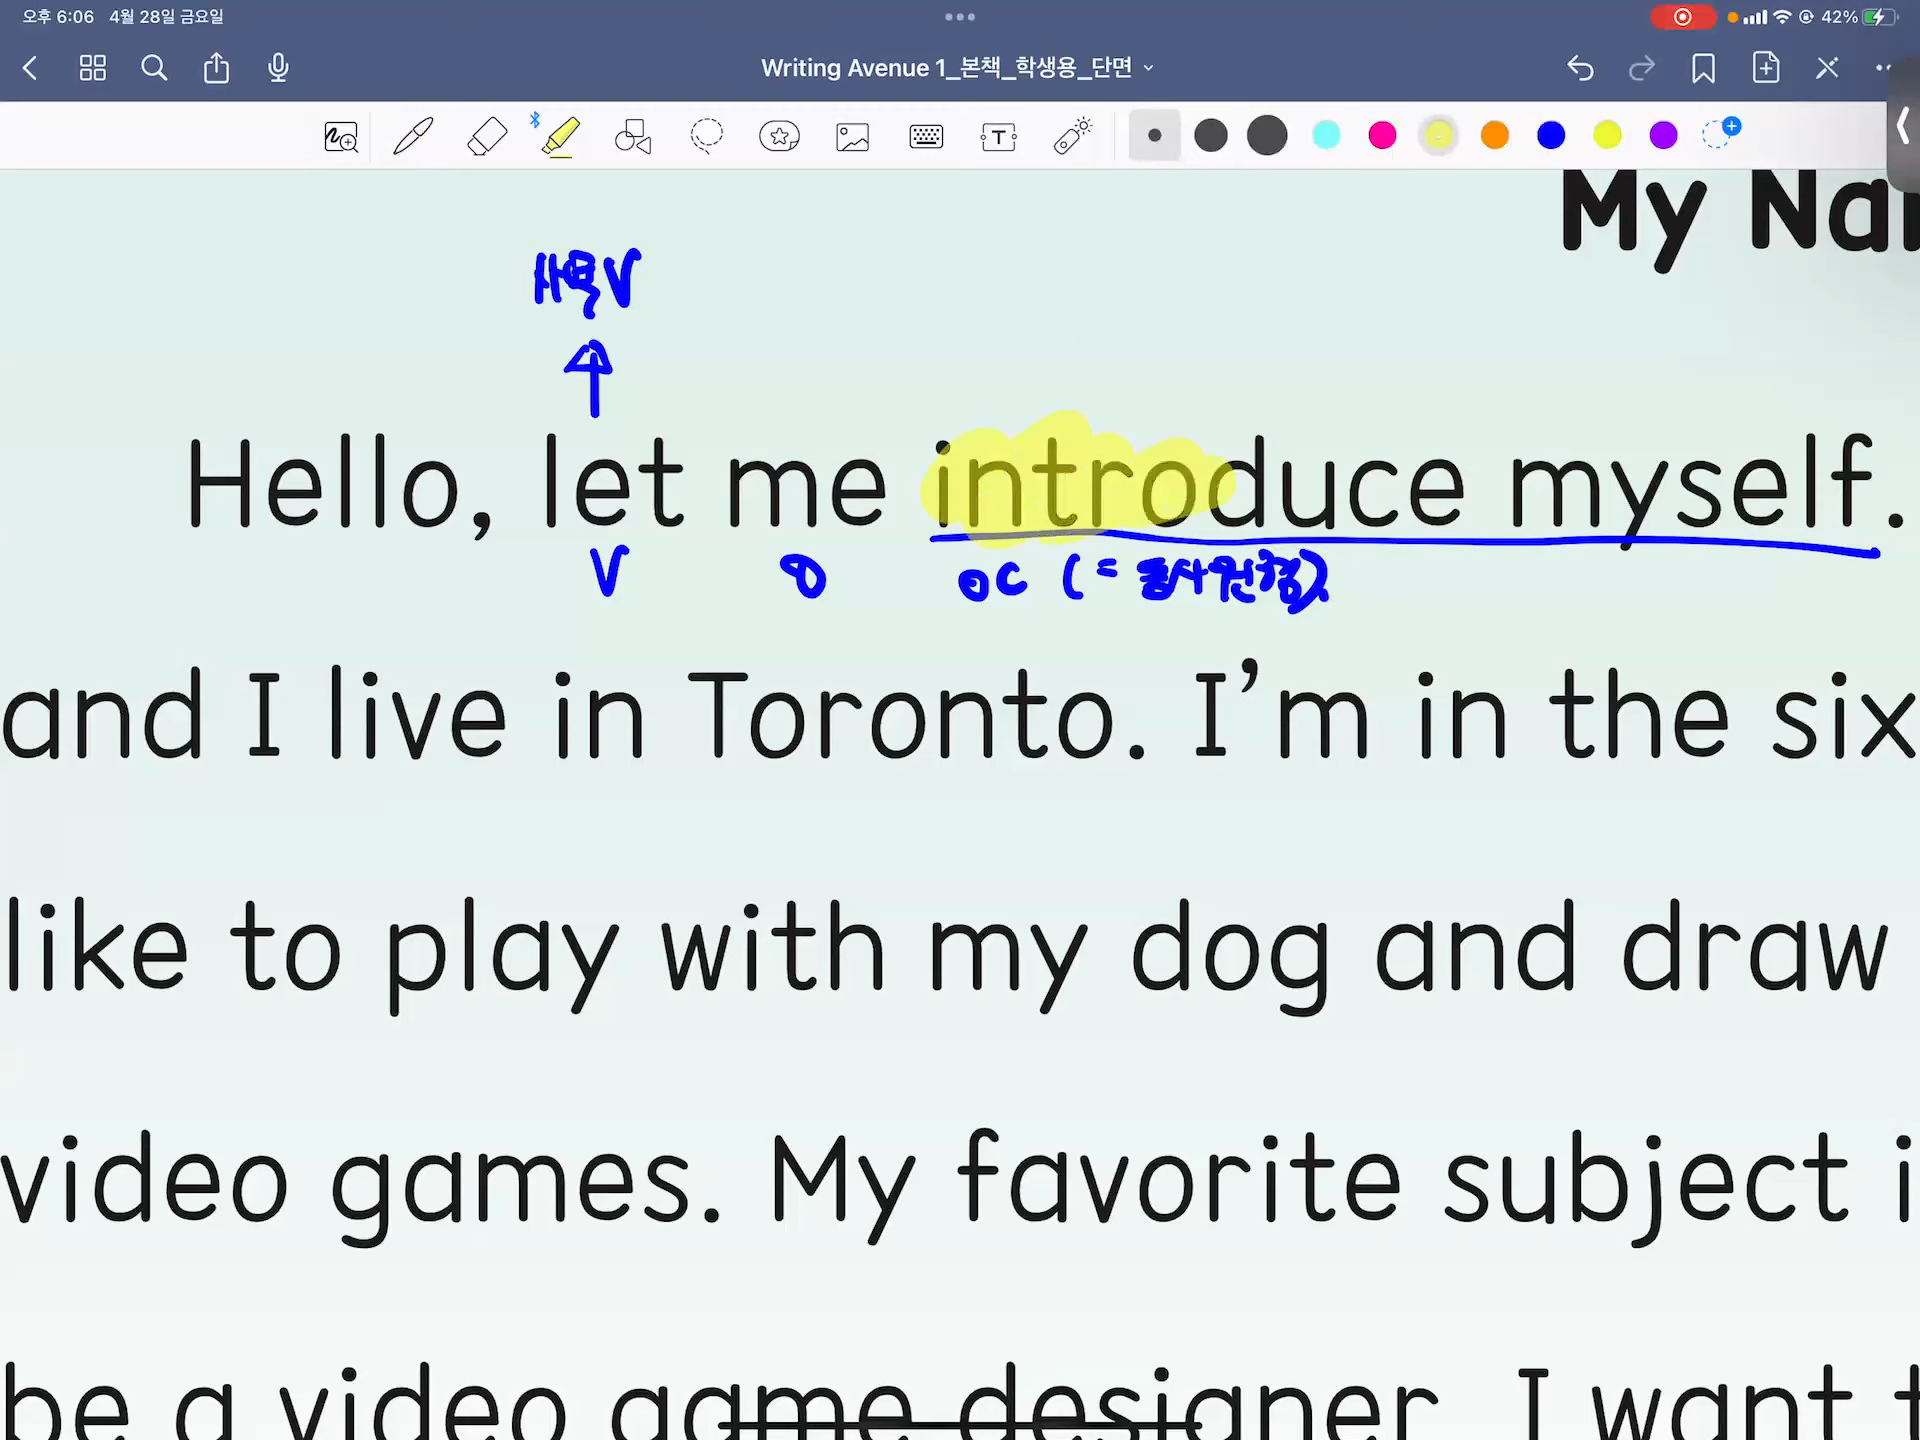 오후 6:06 4월 28일 금요일
42%
Writing Avenue 1_본책_학생용_단면
My Na
사역V
Hello, let me introduce myself.
V O OC (= 동사원형)
and I live in Toronto. I'm in the six
like to play with my dog and draw
video games. My favorite subject i
be a video game designer. I want t